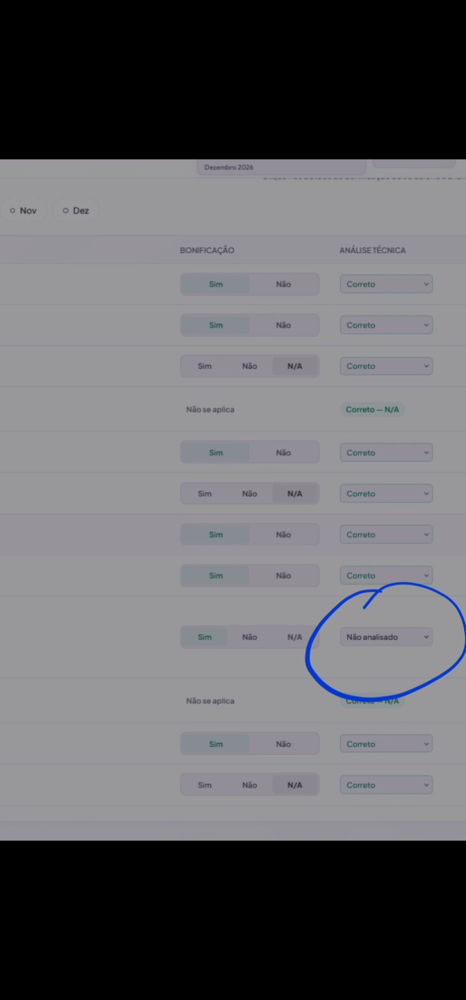 Dezembro 2026
Nov Dez
BONIFICAÇÃO ANÁLISE TÉCNICA
Sim Não Correto
Sim Não Correto
Sim Não N/A Correto
Não se aplica Correto — N/A
Sim Não Correto
Sim Não N/A Correto
Sim Não Correto
Sim Não Correto
Sim Não N/A Não analisado
Não se aplica Correto — N/A
Sim Não Correto
Sim Não N/A Correto